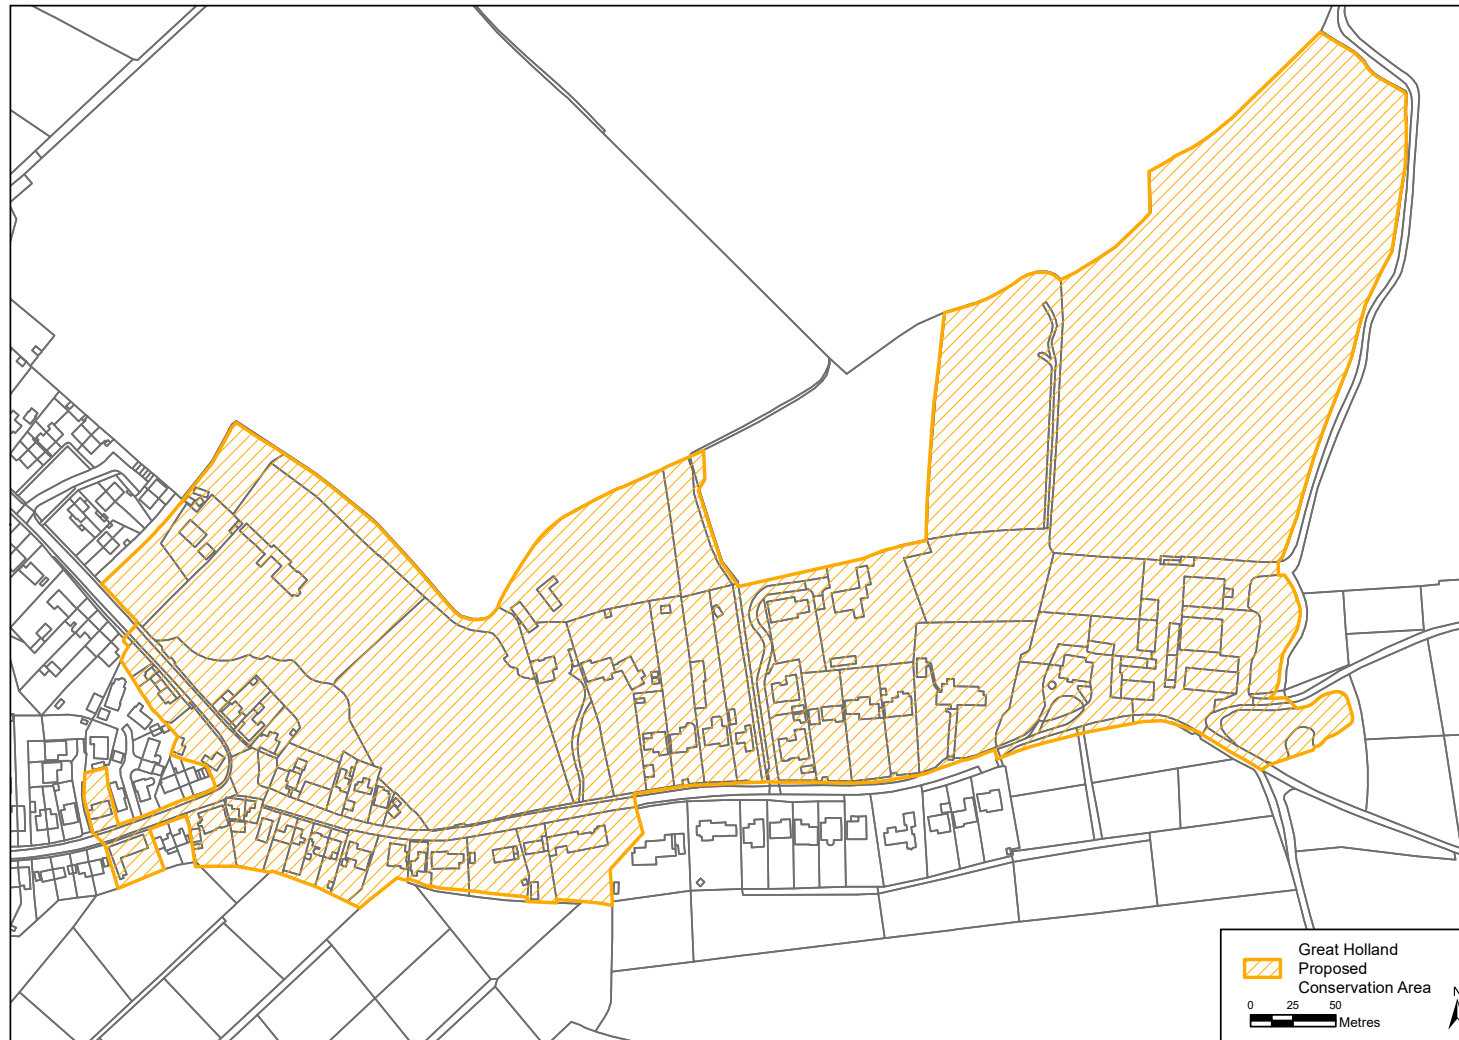 Great Holland
Proposed
Conservation Area
0 25 50
Metres
N